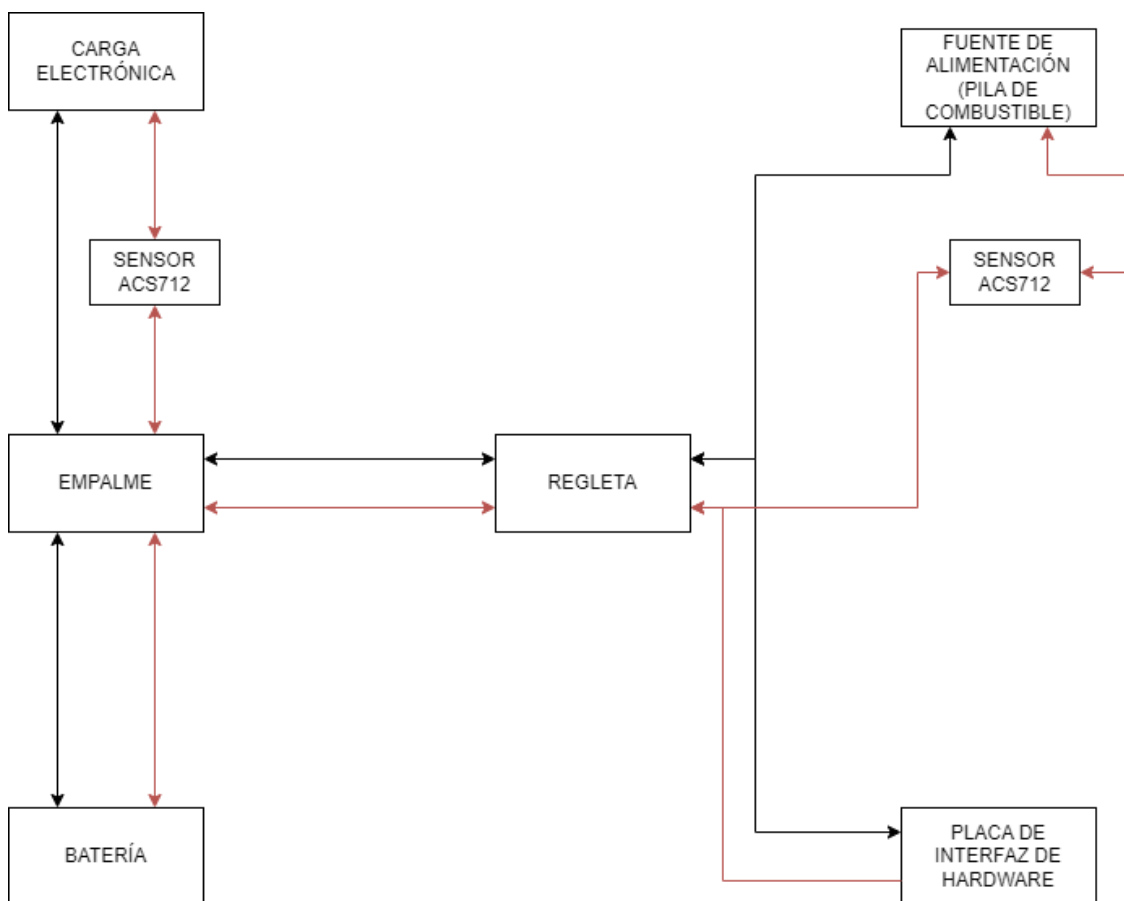 CARGA
ELECTRÓNICA
FUENTE DE
ALIMENTACIÓN
(PILA DE
COMBUSTIBLE)
SENSOR
ACS712
SENSOR
ACS712
EMPALME
REGLETA
BATERÍA
PLACA DE
INTERFAZ DE
HARDWARE